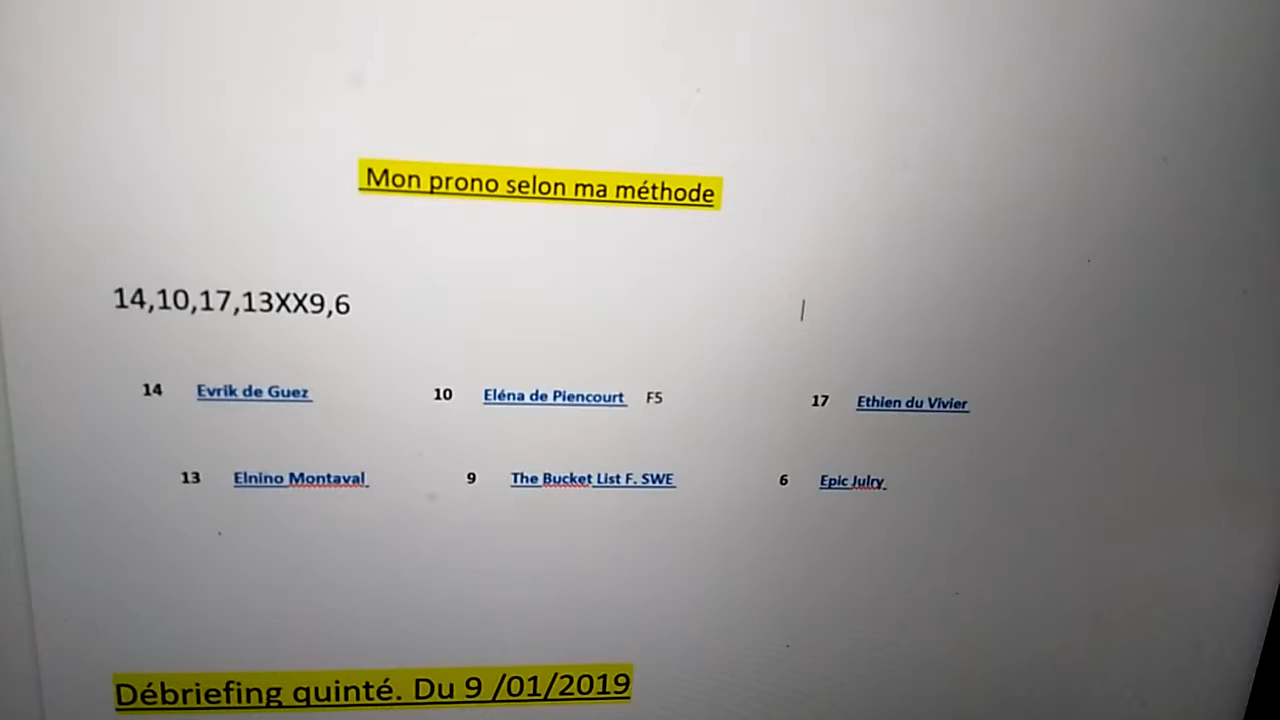 Mon prono selon ma méthode
14,10,17,13XX9,6
14 Evrik de Guez 10 Eléna de Piencourt F5 17 Ethien du Vivier
13 Elnino Montaval 9 The Bucket List F. SWE 6 Epic Julry
Débriefing quinté. Du 9 /01/2019